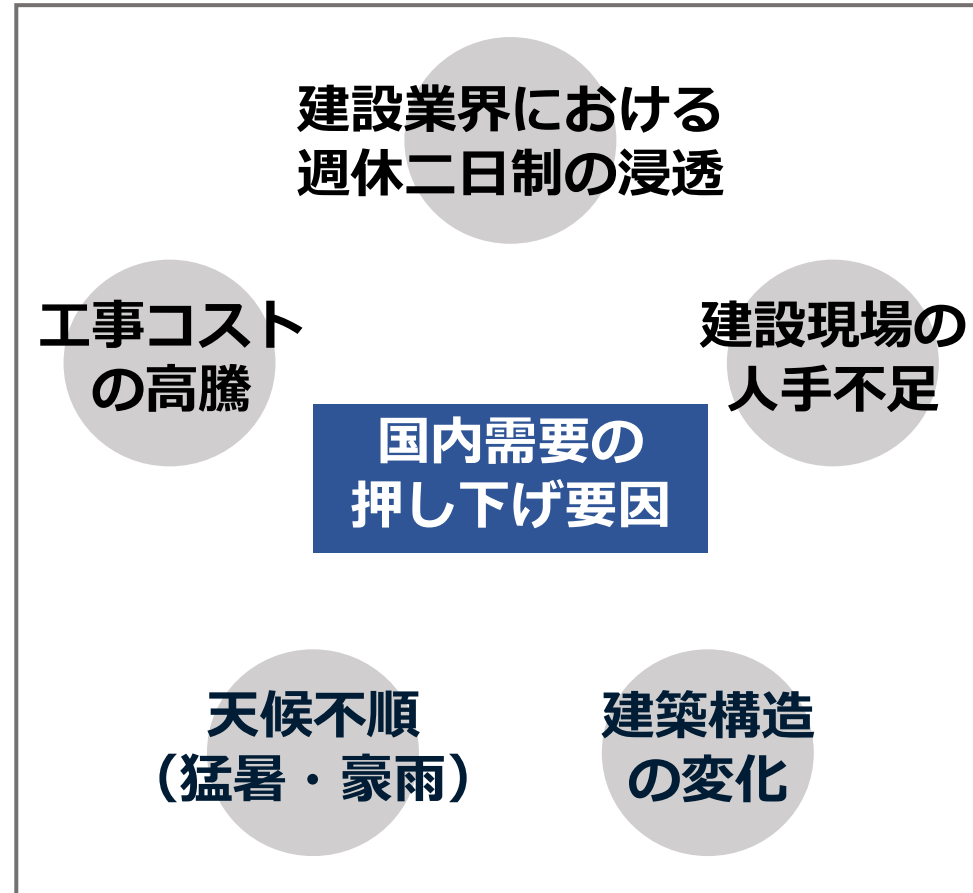 建設業界における
週休二日制の浸透
工事コスト
の高騰
建設現場の
人手不足
国内需要の
押し下げ要因
天候不順
（猛暑・豪雨）
建築構造
の変化